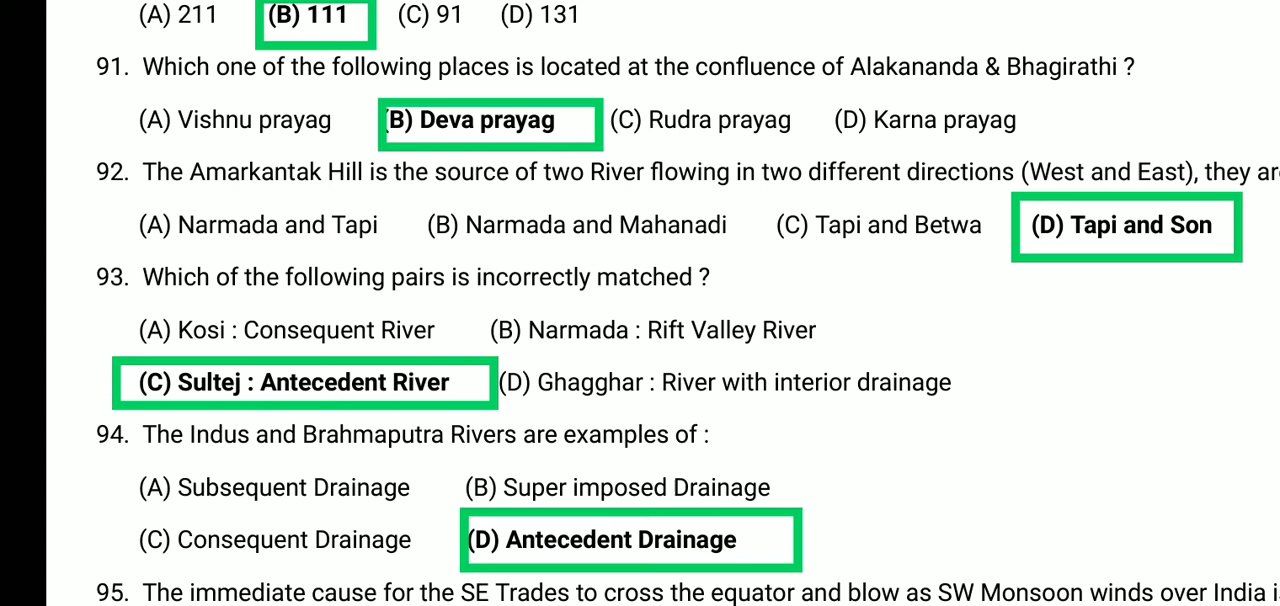 (A) 211 (B) 111 (C) 91 (D) 131
91. Which one of the following places is located at the confluence of Alakananda & Bhagirathi ?
(A) Vishnu prayag (B) Deva prayag (C) Rudra prayag (D) Karna prayag
92. The Amarkantak Hill is the source of two River flowing in two different directions (West and East), they
(A) Narmada and Tapi (B) Narmada and Mahanadi (C) Tapi and Betwa (D) Tapi and Son
93. Which of the following pairs is incorrectly matched ?
(A) Kosi : Consequent River (B) Narmada : Rift Valley River
(C) Sultej : Antecedent River (D) Ghagghar : River with interior drainage
94. The Indus and Brahmaputra Rivers are examples of :
(A) Subsequent Drainage (B) Super imposed Drainage
(C) Consequent Drainage (D) Antecedent Drainage
95. The immediate cause for the SE Trades to cross the equator and blow as SW Monsoon winds over India